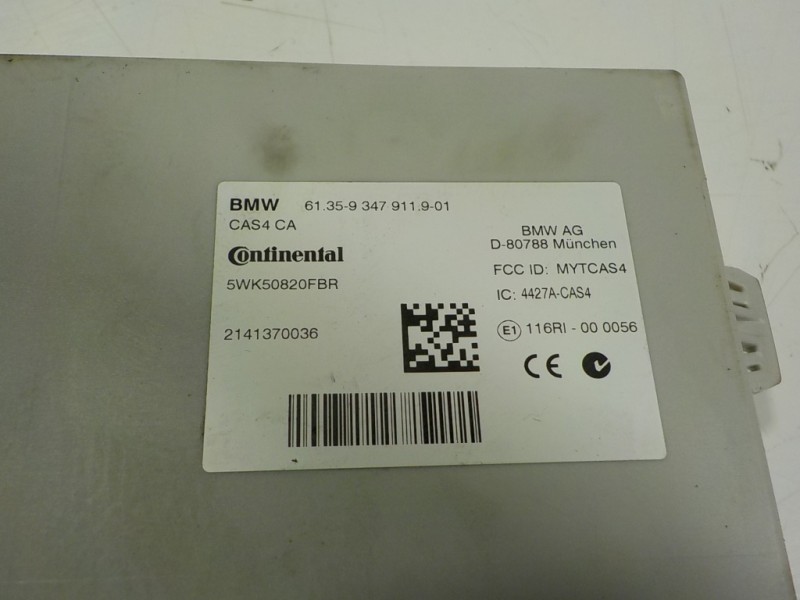 BMW 61.35-9 347 911.9-01
CAS4 CA
Continental
5WK50820FBR
2141370036
BMW AG
D-80788 München
FCC ID: MYTCAS4
IC: 4427A-CAS4
E1 116RI - 00 0056
CE